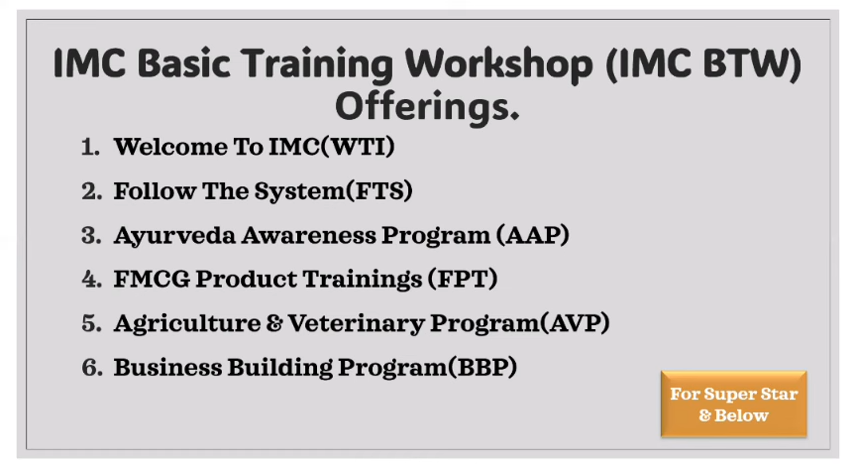 IMC Basic Training Workshop (IMC BTW)
Offerings.
1. Welcome To IMC(WTI)
2. Follow The System(FTS)
3. Ayurveda Awareness Program (AAP)
4. FMCG Product Trainings (FPT)
5. Agriculture & Veterinary Program(AVP)
6. Business Building Program(BBP)
For Super Star
& Below